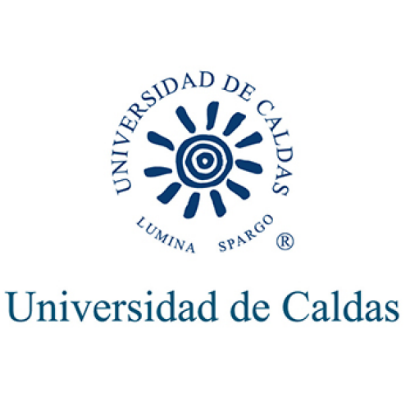 UNIVERSIDAD DE CALDAS
LUMINA SPARGO
®
Universidad de Caldas